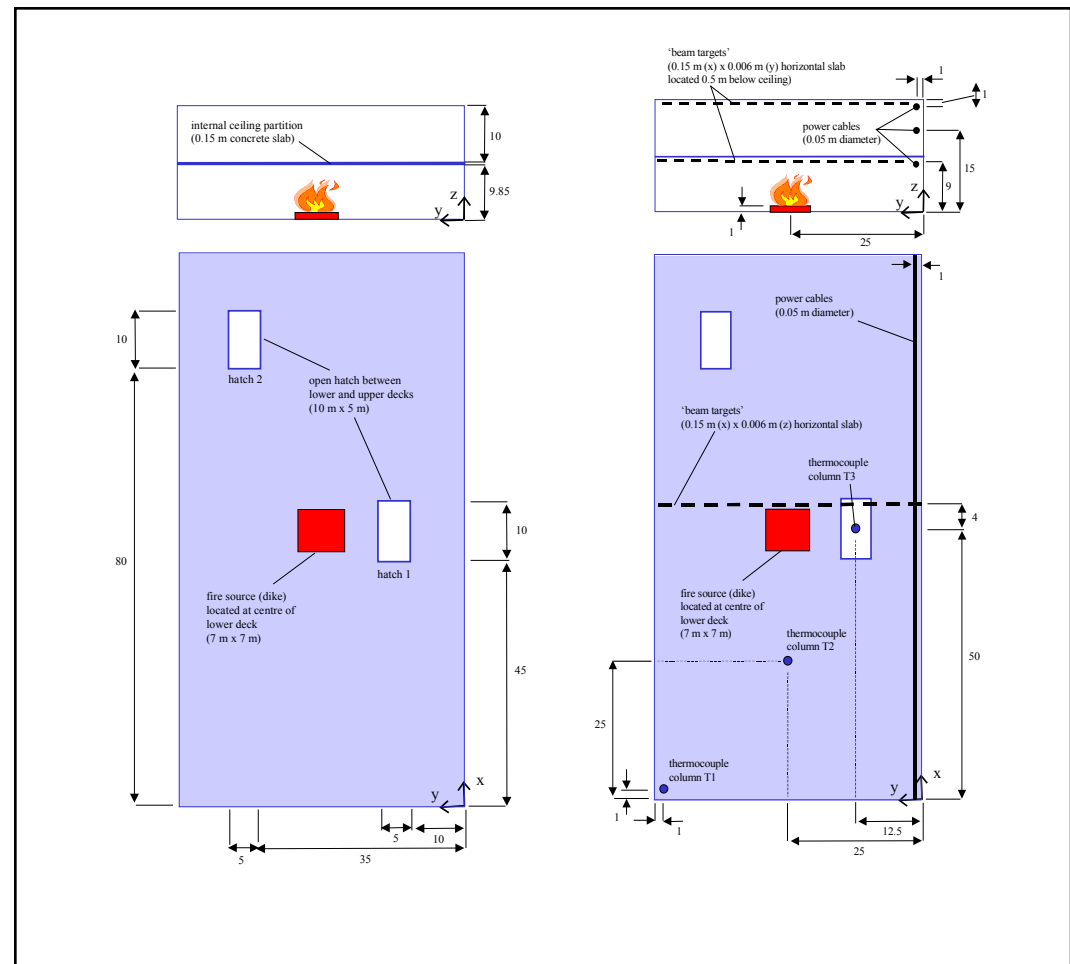 internal ceiling partition
(0.15 m concrete slab)
10
9.85
z
y
10
80
hatch 2
open hatch between
lower and upper decks
(10 m x 5 m)
10
hatch 1
fire source (dike)
located at centre of
lower deck
(7 m x 7 m)
45
x
y
5
10
5
35
‘beam targets’
(0.15 m (x) x 0.006 m (y) horizontal slab
located 0.5 m below ceiling)
1
1
power cables
(0.05 m diameter)
15
9
z
y
1
25
1
power cables
(0.05 m diameter)
‘beam targets’
(0.15 m (x) x 0.006 m (z) horizontal slab)
thermocouple
column T3
4
fire source (dike)
located at centre of
lower deck
(7 m x 7 m)
thermocouple
column T2
50
25
thermocouple
column T1
x
y
1
1
12.5
25